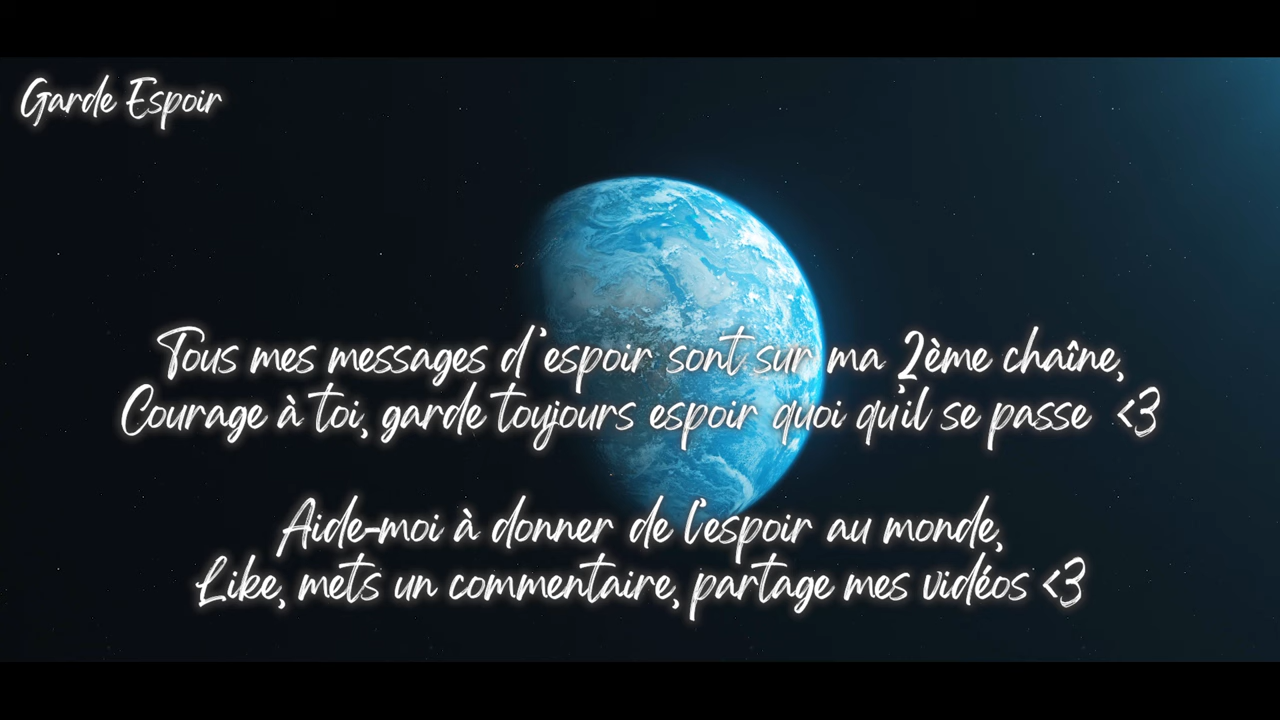 Garde Espoir
Tous mes messages d'espoir sont sur ma 2ème chaîne,
Courage à toi, garde toujours espoir quoi qu'il se passe <3
Aide-moi à donner de l'espoir au monde,
Like, mets un commentaire, partage mes vidéos <3